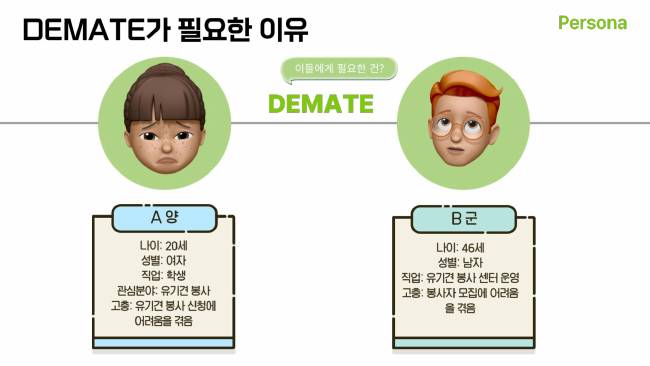 DEMATE가 필요한 이유
Persona
이들에게 필요한 건?
DEMATE
A 양
나이: 20세
성별: 여자
직업: 학생
관심분야: 유기견 봉사
고충: 유기견 봉사 신청에
어려움을 겪음
B 군
나이: 46세
성별: 남자
직업: 유기견 봉사 센터 운영
고충: 봉사자 모집에 어려움
을 겪음